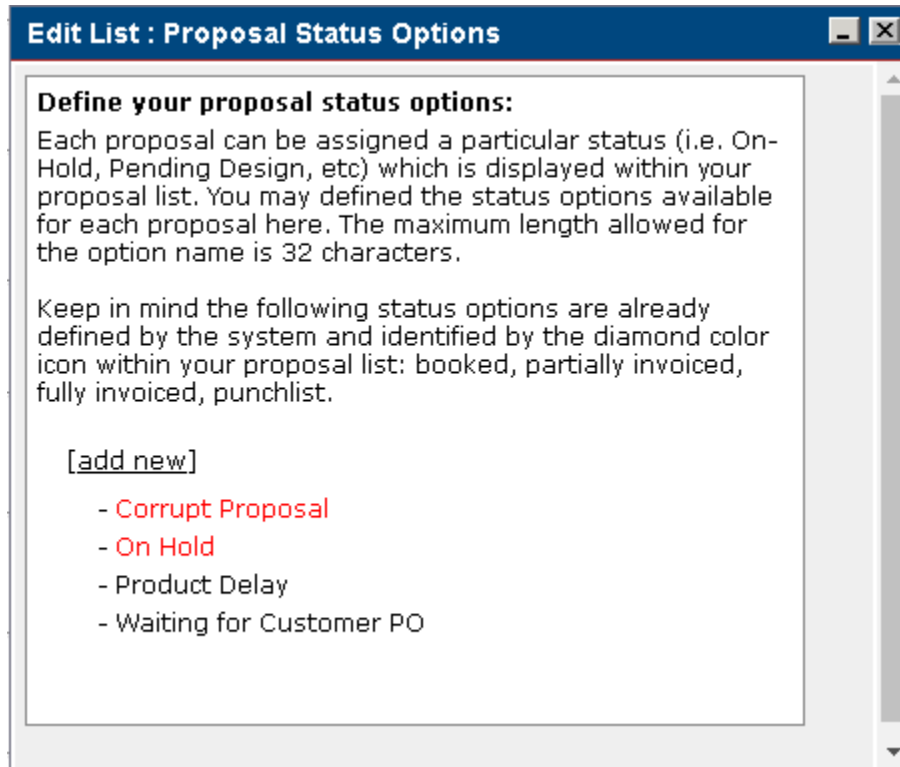 Edit List : Proposal Status Options
Define your proposal status options:
Each proposal can be assigned a particular status (i.e. On-
Hold, Pending Design, etc) which is displayed within your
proposal list. You may defined the status options available
for each proposal here. The maximum length allowed for
the option name is 32 characters.
Keep in mind the following status options are already
defined by the system and identified by the diamond color
icon within your proposal list: booked, partially invoiced,
fully invoiced, punchlist.
[add new]
- Corrupt Proposal
- On Hold
- Product Delay
- Waiting for Customer PO